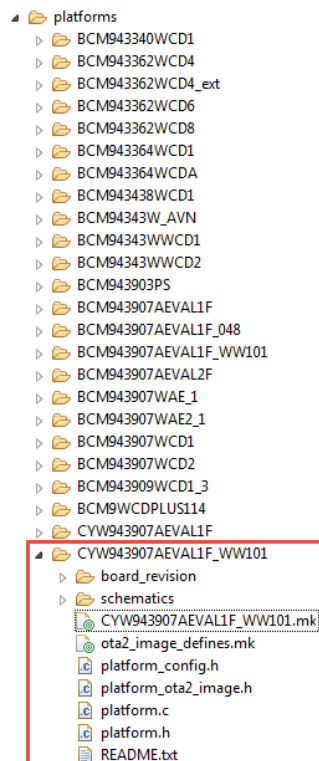 platforms
BCM943340WCD1
BCM943362WCD4
BCM943362WCD4_ext
BCM943362WCD6
BCM943362WCD8
BCM943364WCD1
BCM943364WCDA
BCM943438WCD1
BCM94343W_AVN
BCM94343WWCD1
BCM94343WWCD2
BCM943903PS
BCM943907AEVAL1F
BCM943907AEVAL1F_048
BCM943907AEVAL1F_WW101
BCM943907AEVAL2F
BCM943907WAE_1
BCM943907WAE2_1
BCM943907WCD1
BCM943907WCD2
BCM943909WCD1_3
BCM9WCDPLUS114
CYW943907AEVAL1F
CYW943907AEVAL1F_WW101
board_revision
schematics
CYW943907AEVAL1F_WW101.mk
ota2_image_defines.mk
platform_config.h
platform_ota2_image.h
platform.c
platform.h
README.txt